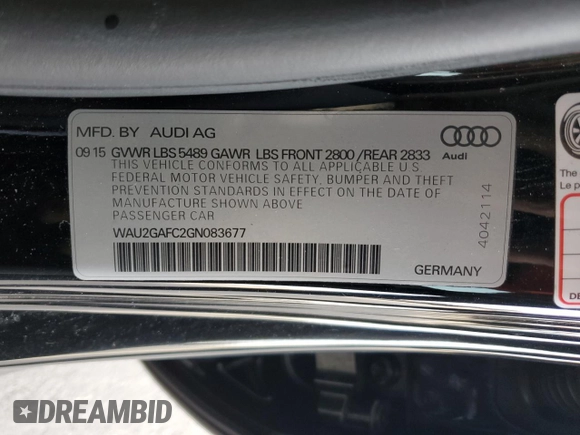 MFD. BY AUDI AG
Audi
09 15 GVWR LBS 5489 GAWR LBS FRONT 2800 /REAR 2833
THIS VEHICLE CONFORMS TO ALL APPLICABLE U.S
FEDERAL MOTOR VEHICLE SAFETY, BUMPER AND THEFT
PREVENTION STANDARDS IN EFFECT ON THE DATE OF
MANUFACTURE SHOWN ABOVE
PASSENGER CAR
WAU2GAFC2GN083677
4042114
GERMANY
The
Le p
DREAMBID